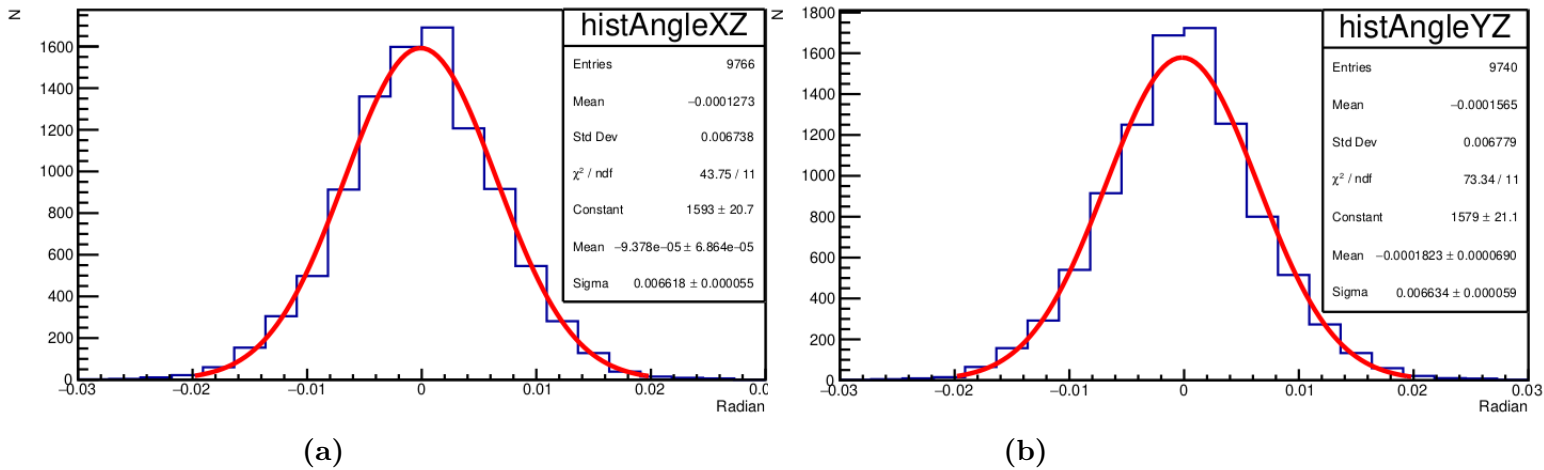 N
histAngleXZ
Entries 9766
Mean −0.0001273
Std Dev 0.006738
χ² / ndf 43.75 / 11
Constant 1593 ± 20.7
Mean −9.378e−05 ± 6.864e−05
Sigma 0.006618 ± 0.000055
1600
1400
1200
1000
800
600
400
200
0
−0.03 −0.02 −0.01 0 0.01 0.02 0.0
Radian
(a)
N
histAngleYZ
Entries 9740
Mean −0.0001565
Std Dev 0.006779
χ² / ndf 73.34 / 11
Constant 1579 ± 21.1
Mean −0.0001823 ± 0.0000690
Sigma 0.006634 ± 0.000059
1800
1600
1400
1200
1000
800
600
400
200
0
−0.03 −0.02 −0.01 0 0.01 0.02 0.03
Radian
(b)